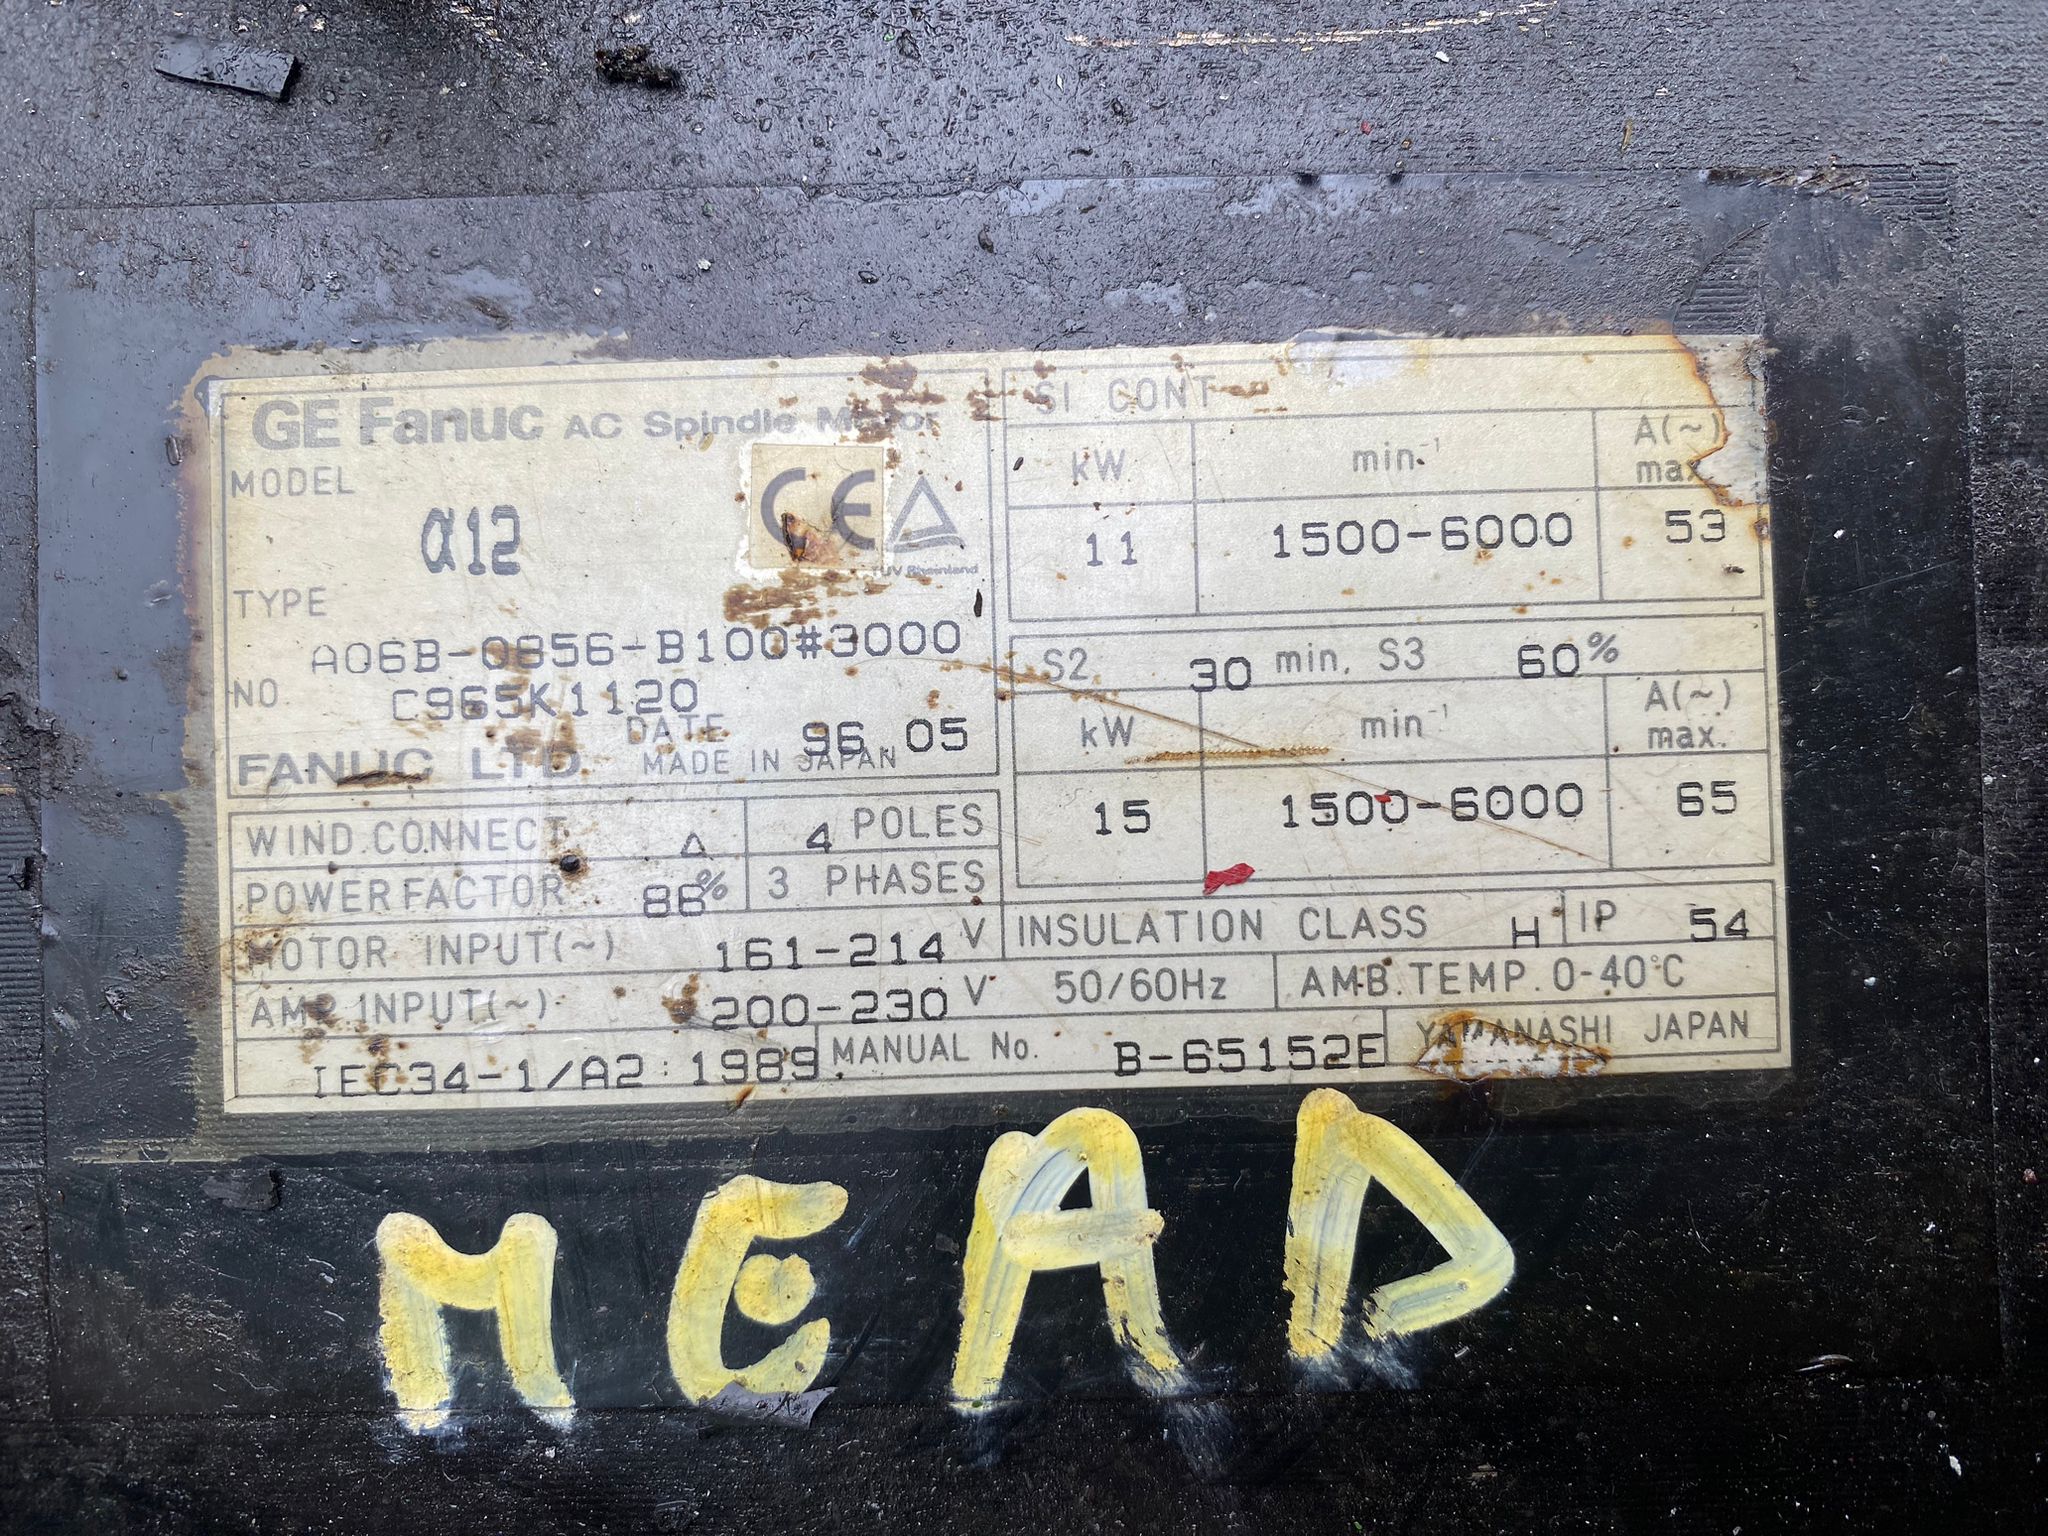 GE Fanuc AC Spindle Motor
MODEL
α12
CE
TÜV Rheinland
TYPE
A06B-0856-B100#3000
NO C965K1120
DATE 96.05
FANUC LTD MADE IN JAPAN
S1 CONT
kW min⁻¹ A(~) max.
11 1500-6000 53
S2 30 min. S3 60%
kW min⁻¹ A(~) max.
15 1500-6000 65
WIND.CONNECT △ 4 POLES
POWER FACTOR 3 PHASES
MOTOR INPUT(~) 161-214 V
INSULATION CLASS H IP 54
AMP. INPUT(~) 200-230 V 50/60Hz AMB.TEMP. 0-40°C
IEC34-1/A2:1989 MANUAL No. B-65152E YAMANASHI JAPAN
MEAD